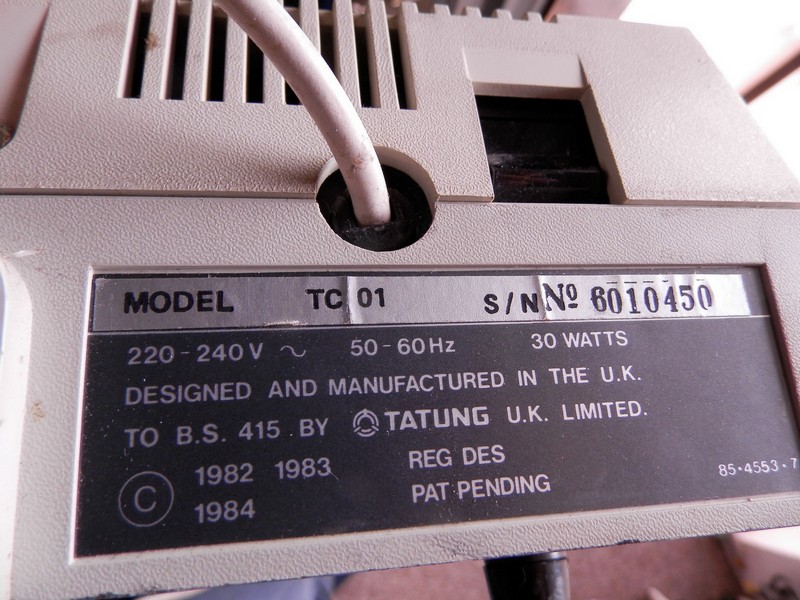 MODEL TC 01 S/N Nº 6010450
220-240V ~ 50-60Hz 30 WATTS
DESIGNED AND MANUFACTURED IN THE U.K.
TO B.S. 415 BY TATUNG U.K. LIMITED.
© 1982 1983 REG DES
1984 PAT PENDING
85·4553·7